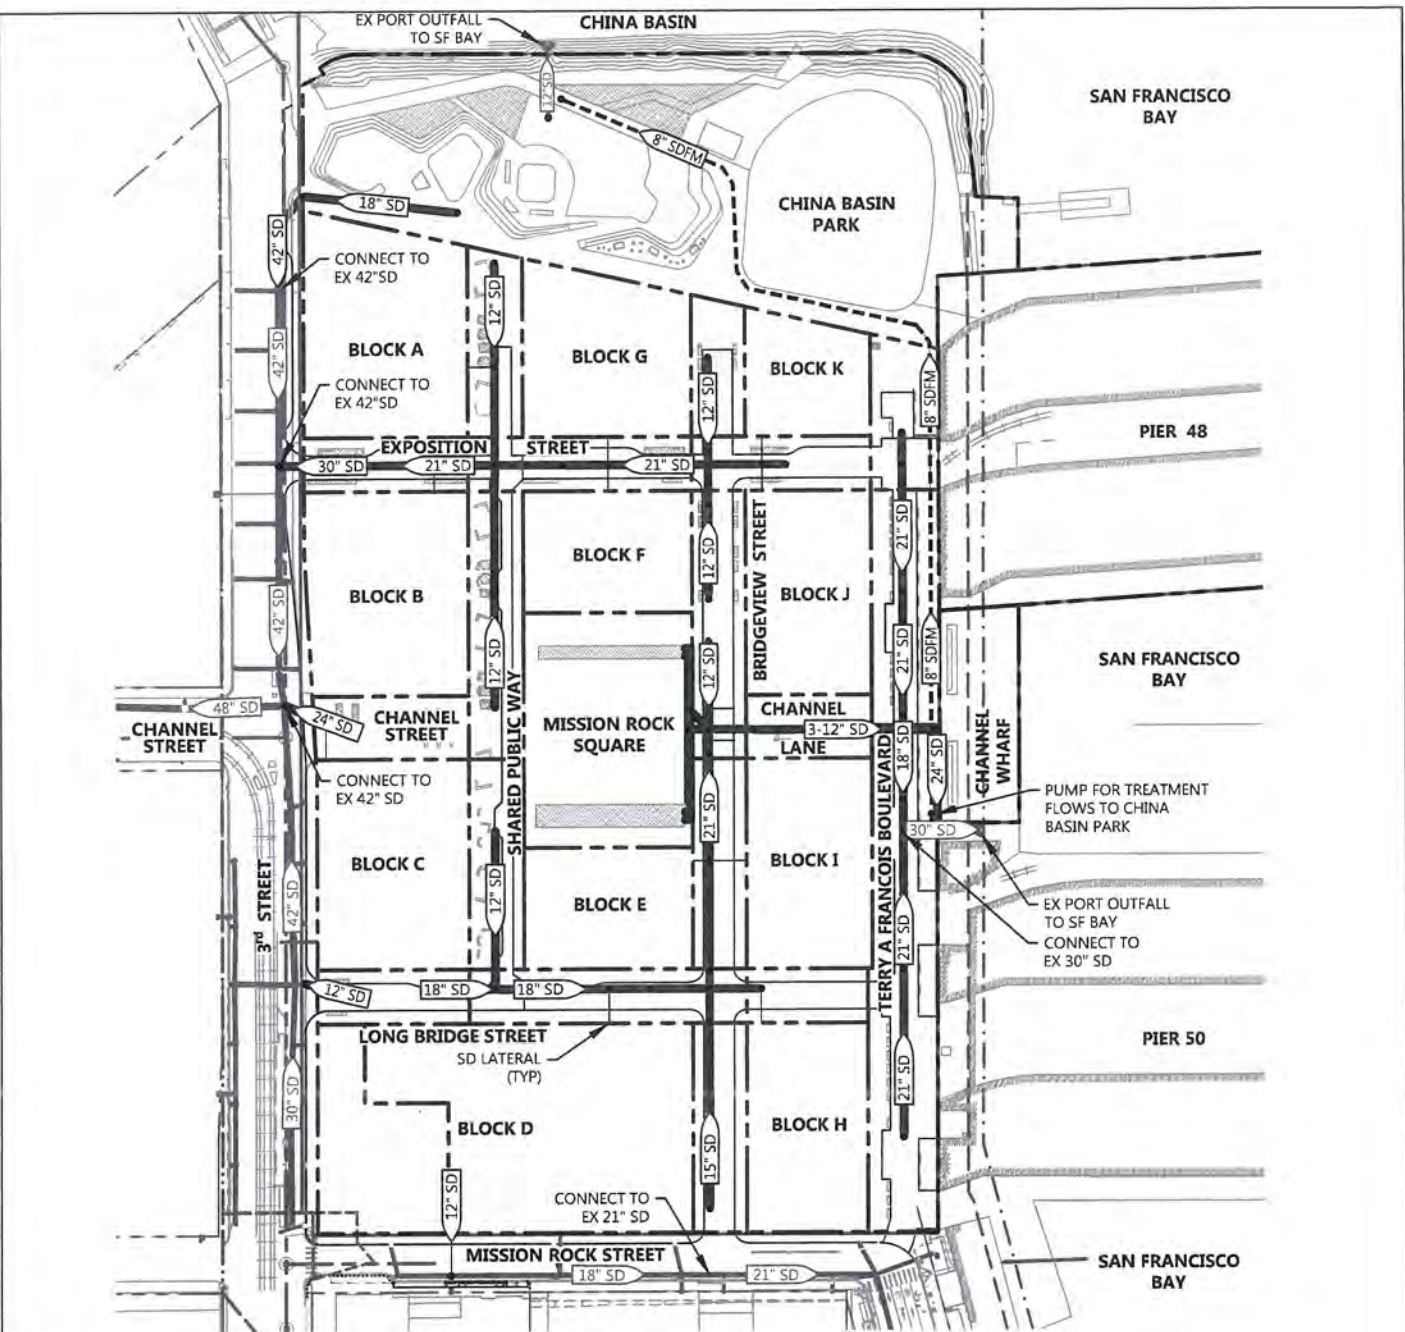 EX PORT OUTFALL
TO SF BAY
CHINA BASIN
12" SD
SAN FRANCISCO
BAY
8" SDFM
CHINA BASIN
PARK
18" SD
42" SD
CONNECT TO
EX 42"SD
12" SD
42" SD
BLOCK A
BLOCK G
BLOCK K
CONNECT TO
EX 42"SD
12" SD
8" SDFM
PIER 48
EXPOSITION STREET
30" SD
21" SD
21" SD
BRIDGEVIEW STREET
21" SD
BLOCK F
12" SD
BLOCK B
BLOCK J
42" SD
12" SD
12" SD
21" SD
8" SDFM
SAN FRANCISCO
BAY
48" SD
24" SD
CHANNEL
STREET
CHANNEL
STREET
SHARED PUBLIC WAY
MISSION ROCK
SQUARE
CHANNEL
LANE
3-12" SD
18" SD
24" SD
CHANNEL
WHARF
CONNECT TO
EX 42" SD
21" SD
PUMP FOR TREATMENT
FLOWS TO CHINA
BASIN PARK
30" SD
TERRY A FRANCOIS BOULEVARD
BLOCK C
BLOCK I
3rd STREET
42" SD
12" SD
BLOCK E
21" SD
EX PORT OUTFALL
TO SF BAY
CONNECT TO
EX 30" SD
12" SD
18" SD
18" SD
LONG BRIDGE STREET
SD LATERAL
(TYP)
PIER 50
30" SD
21" SD
BLOCK D
BLOCK H
15" SD
12" SD
CONNECT TO
EX 21" SD
MISSION ROCK STREET
18" SD
21" SD
SAN FRANCISCO
BAY